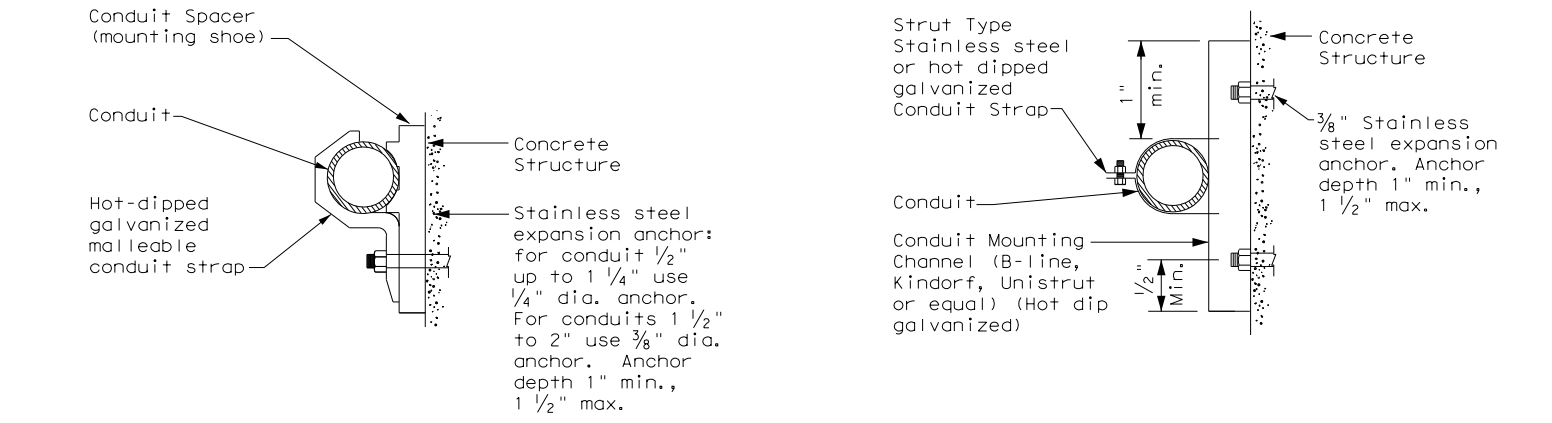 Conduit Spacer
(mounting shoe)
Conduit
Hot-dipped
galvanized
malleable
conduit strap
Concrete
Structure
Stainless steel
expansion anchor:
for conduit 1/2"
up to 1 1/4" use
1/4" dia. anchor.
For conduits 1 1/2"
to 2" use 3/8" dia.
anchor. Anchor
depth 1" min.,
1 1/2" max.
Strut Type
Stainless steel
or hot dipped
galvanized
Conduit Strap
Conduit
Conduit Mounting
Channel (B-line,
Kindorf, Unistrut
or equal) (Hot dip
galvanized)
1"
min.
1/2"
Min.
Concrete
Structure
3/8" Stainless
steel expansion
anchor. Anchor
depth 1" min.,
1 1/2" max.